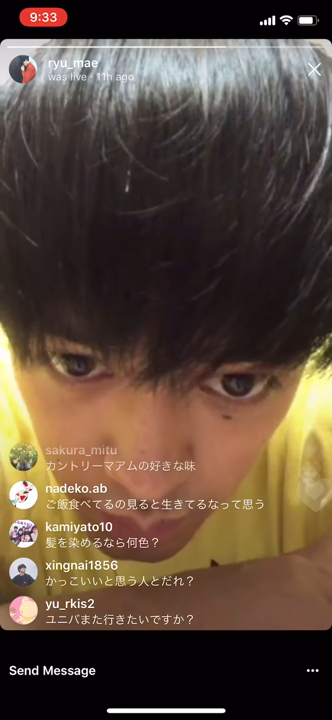 9:33
ryu_mae
was live · 11h ago
sakura_mitu
カントリーマアムの好きな味
nadeko.ab
ご飯食べてるの見ると生きてるなって思う
kamiyato10
髪を染めるなら何色？
xingnai1856
かっこいいと思う人とだれ？
yu_rkis2
ユニバまた行きたいですか？
Send Message